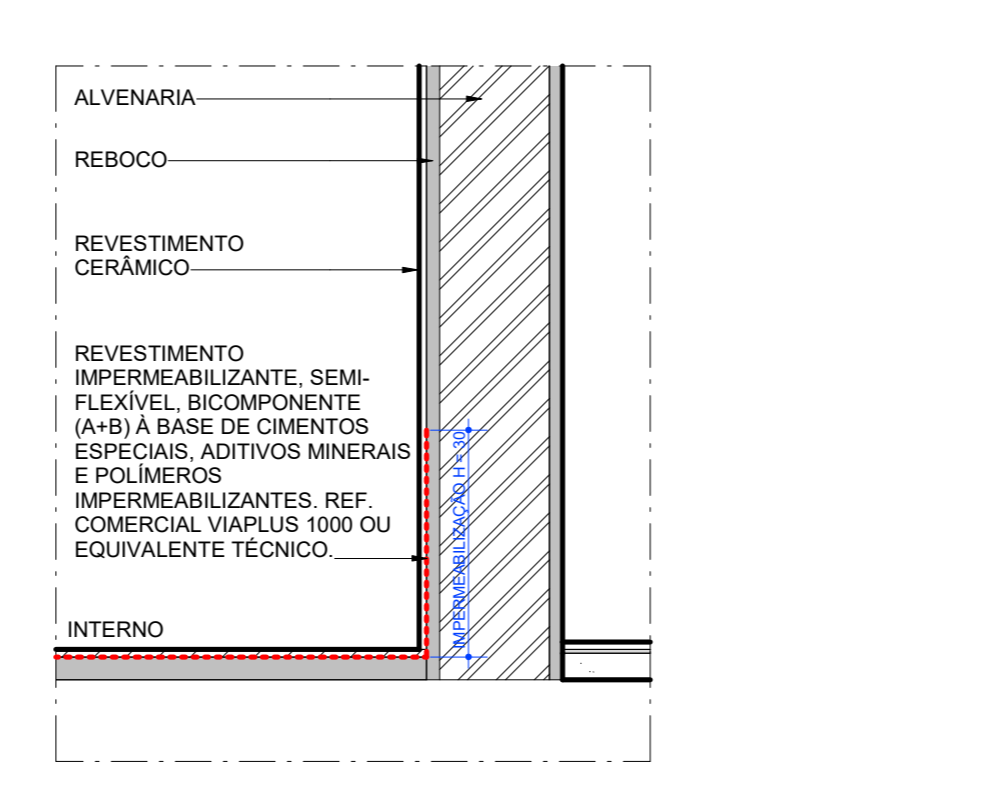 ALVENARIA
REBOCO
REVESTIMENTO
CERÂMICO
REVESTIMENTO
IMPERMEABILIZANTE, SEMI-
FLEXÍVEL, BICOMPONENTE
(A+B) À BASE DE CIMENTOS
ESPECIAIS, ADITIVOS MINERAIS
E POLÍMEROS
IMPERMEABILIZANTES. REF.
COMERCIAL VIAPLUS 1000 OU
EQUIVALENTE TÉCNICO.
IMPERMEABILIZAÇÃO H = 30
INTERNO